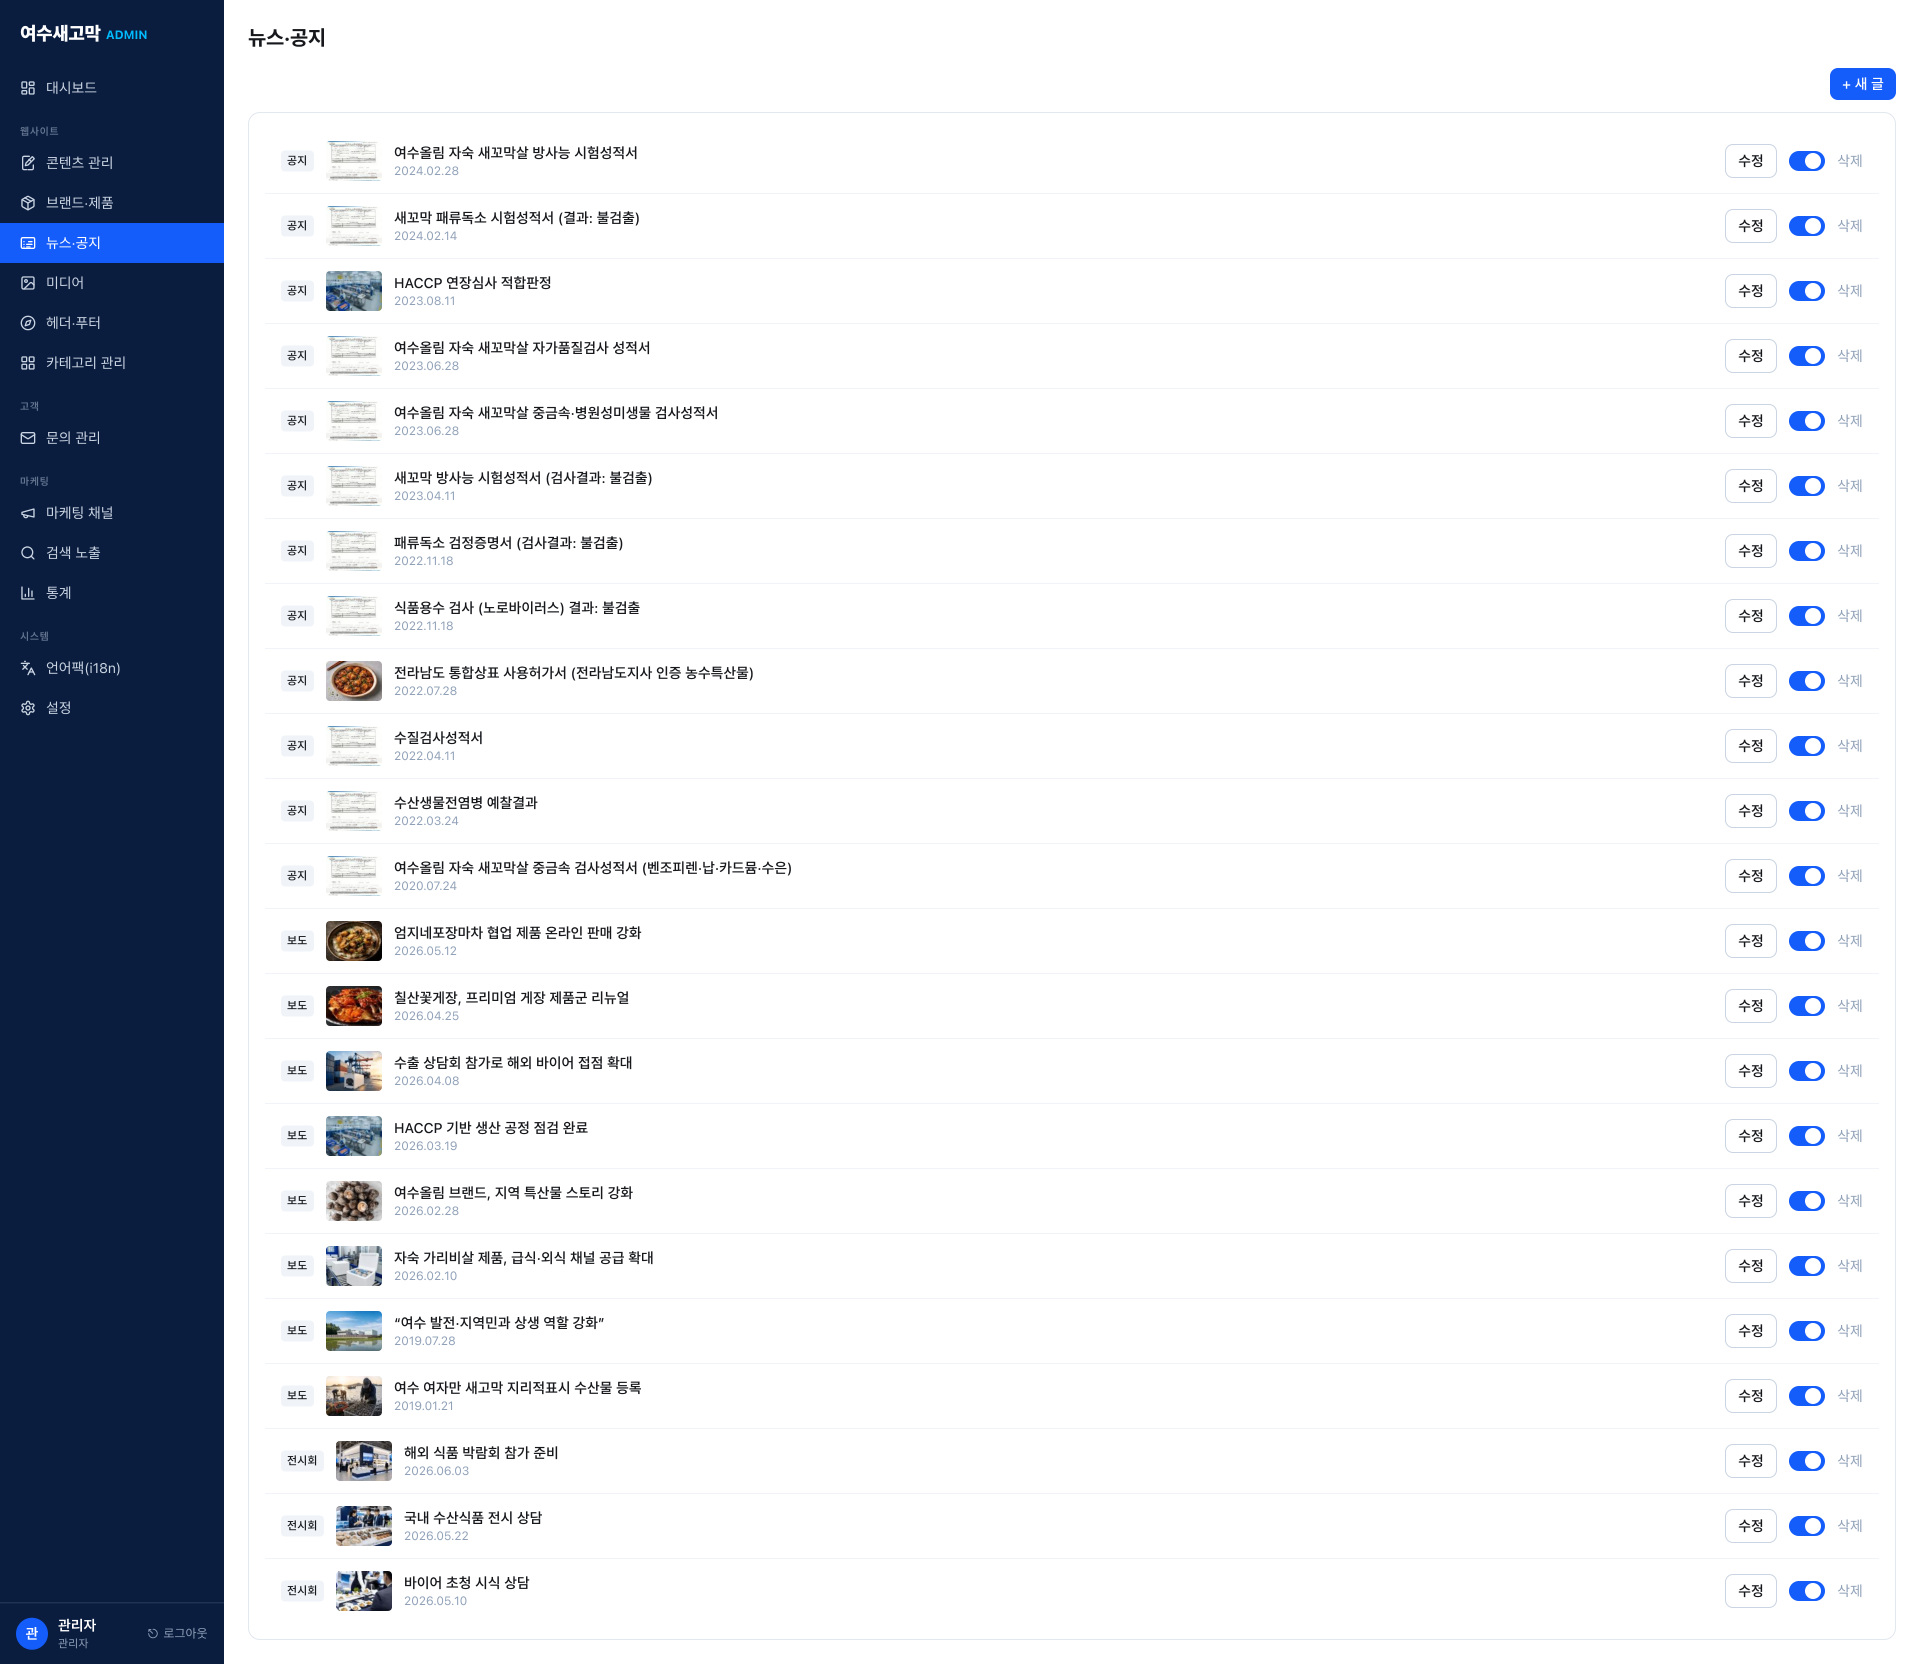 여수새고막 ADMIN
대시보드
웹사이트
콘텐츠 관리
브랜드·제품
뉴스·공지
미디어
헤더·푸터
카테고리 관리
고객
문의 관리
마케팅
마케팅 채널
검색 노출
통계
시스템
언어팩(i18n)
설정
관
관리자
관리자
로그아웃
뉴스·공지
+ 새 글
공지
여수올림 자숙 새꼬막살 방사능 시험성적서
2024.02.28
수정
삭제
공지
새꼬막 패류독소 시험성적서 (결과: 불검출)
2024.02.14
수정
삭제
공지
HACCP 연장심사 적합판정
2023.08.11
수정
삭제
공지
여수올림 자숙 새꼬막살 자가품질검사 성적서
2023.06.28
수정
삭제
공지
여수올림 자숙 새꼬막살 중금속·병원성미생물 검사성적서
2023.06.28
수정
삭제
공지
새꼬막 방사능 시험성적서 (검사결과: 불검출)
2023.04.11
수정
삭제
공지
패류독소 검정증명서 (검사결과: 불검출)
2022.11.18
수정
삭제
공지
식품용수 검사 (노로바이러스) 결과: 불검출
2022.11.18
수정
삭제
공지
전라남도 통합상표 사용허가서 (전라남도지사 인증 농수특산물)
2022.07.28
수정
삭제
공지
수질검사성적서
2022.04.11
수정
삭제
공지
수산생물전염병 예찰결과
2022.03.24
수정
삭제
공지
여수올림 자숙 새꼬막살 중금속 검사성적서 (벤조피렌·납·카드뮴·수은)
2020.07.24
수정
삭제
보도
엄지네포장마차 협업 제품 온라인 판매 강화
2026.05.12
수정
삭제
보도
칠산꽃게장, 프리미엄 게장 제품군 리뉴얼
2026.04.25
수정
삭제
보도
수출 상담회 참가로 해외 바이어 접점 확대
2026.04.08
수정
삭제
보도
HACCP 기반 생산 공정 점검 완료
2026.03.19
수정
삭제
보도
여수올림 브랜드, 지역 특산물 스토리 강화
2026.02.28
수정
삭제
보도
자숙 가리비살 제품, 급식·외식 채널 공급 확대
2026.02.10
수정
삭제
보도
“여수 발전·지역민과 상생 역할 강화”
2019.07.28
수정
삭제
보도
여수 여자만 새고막 지리적표시 수산물 등록
2019.01.21
수정
삭제
전시회
해외 식품 박람회 참가 준비
2026.06.03
수정
삭제
전시회
국내 수산식품 전시 상담
2026.05.22
수정
삭제
전시회
바이어 초청 시식 상담
2026.05.10
수정
삭제